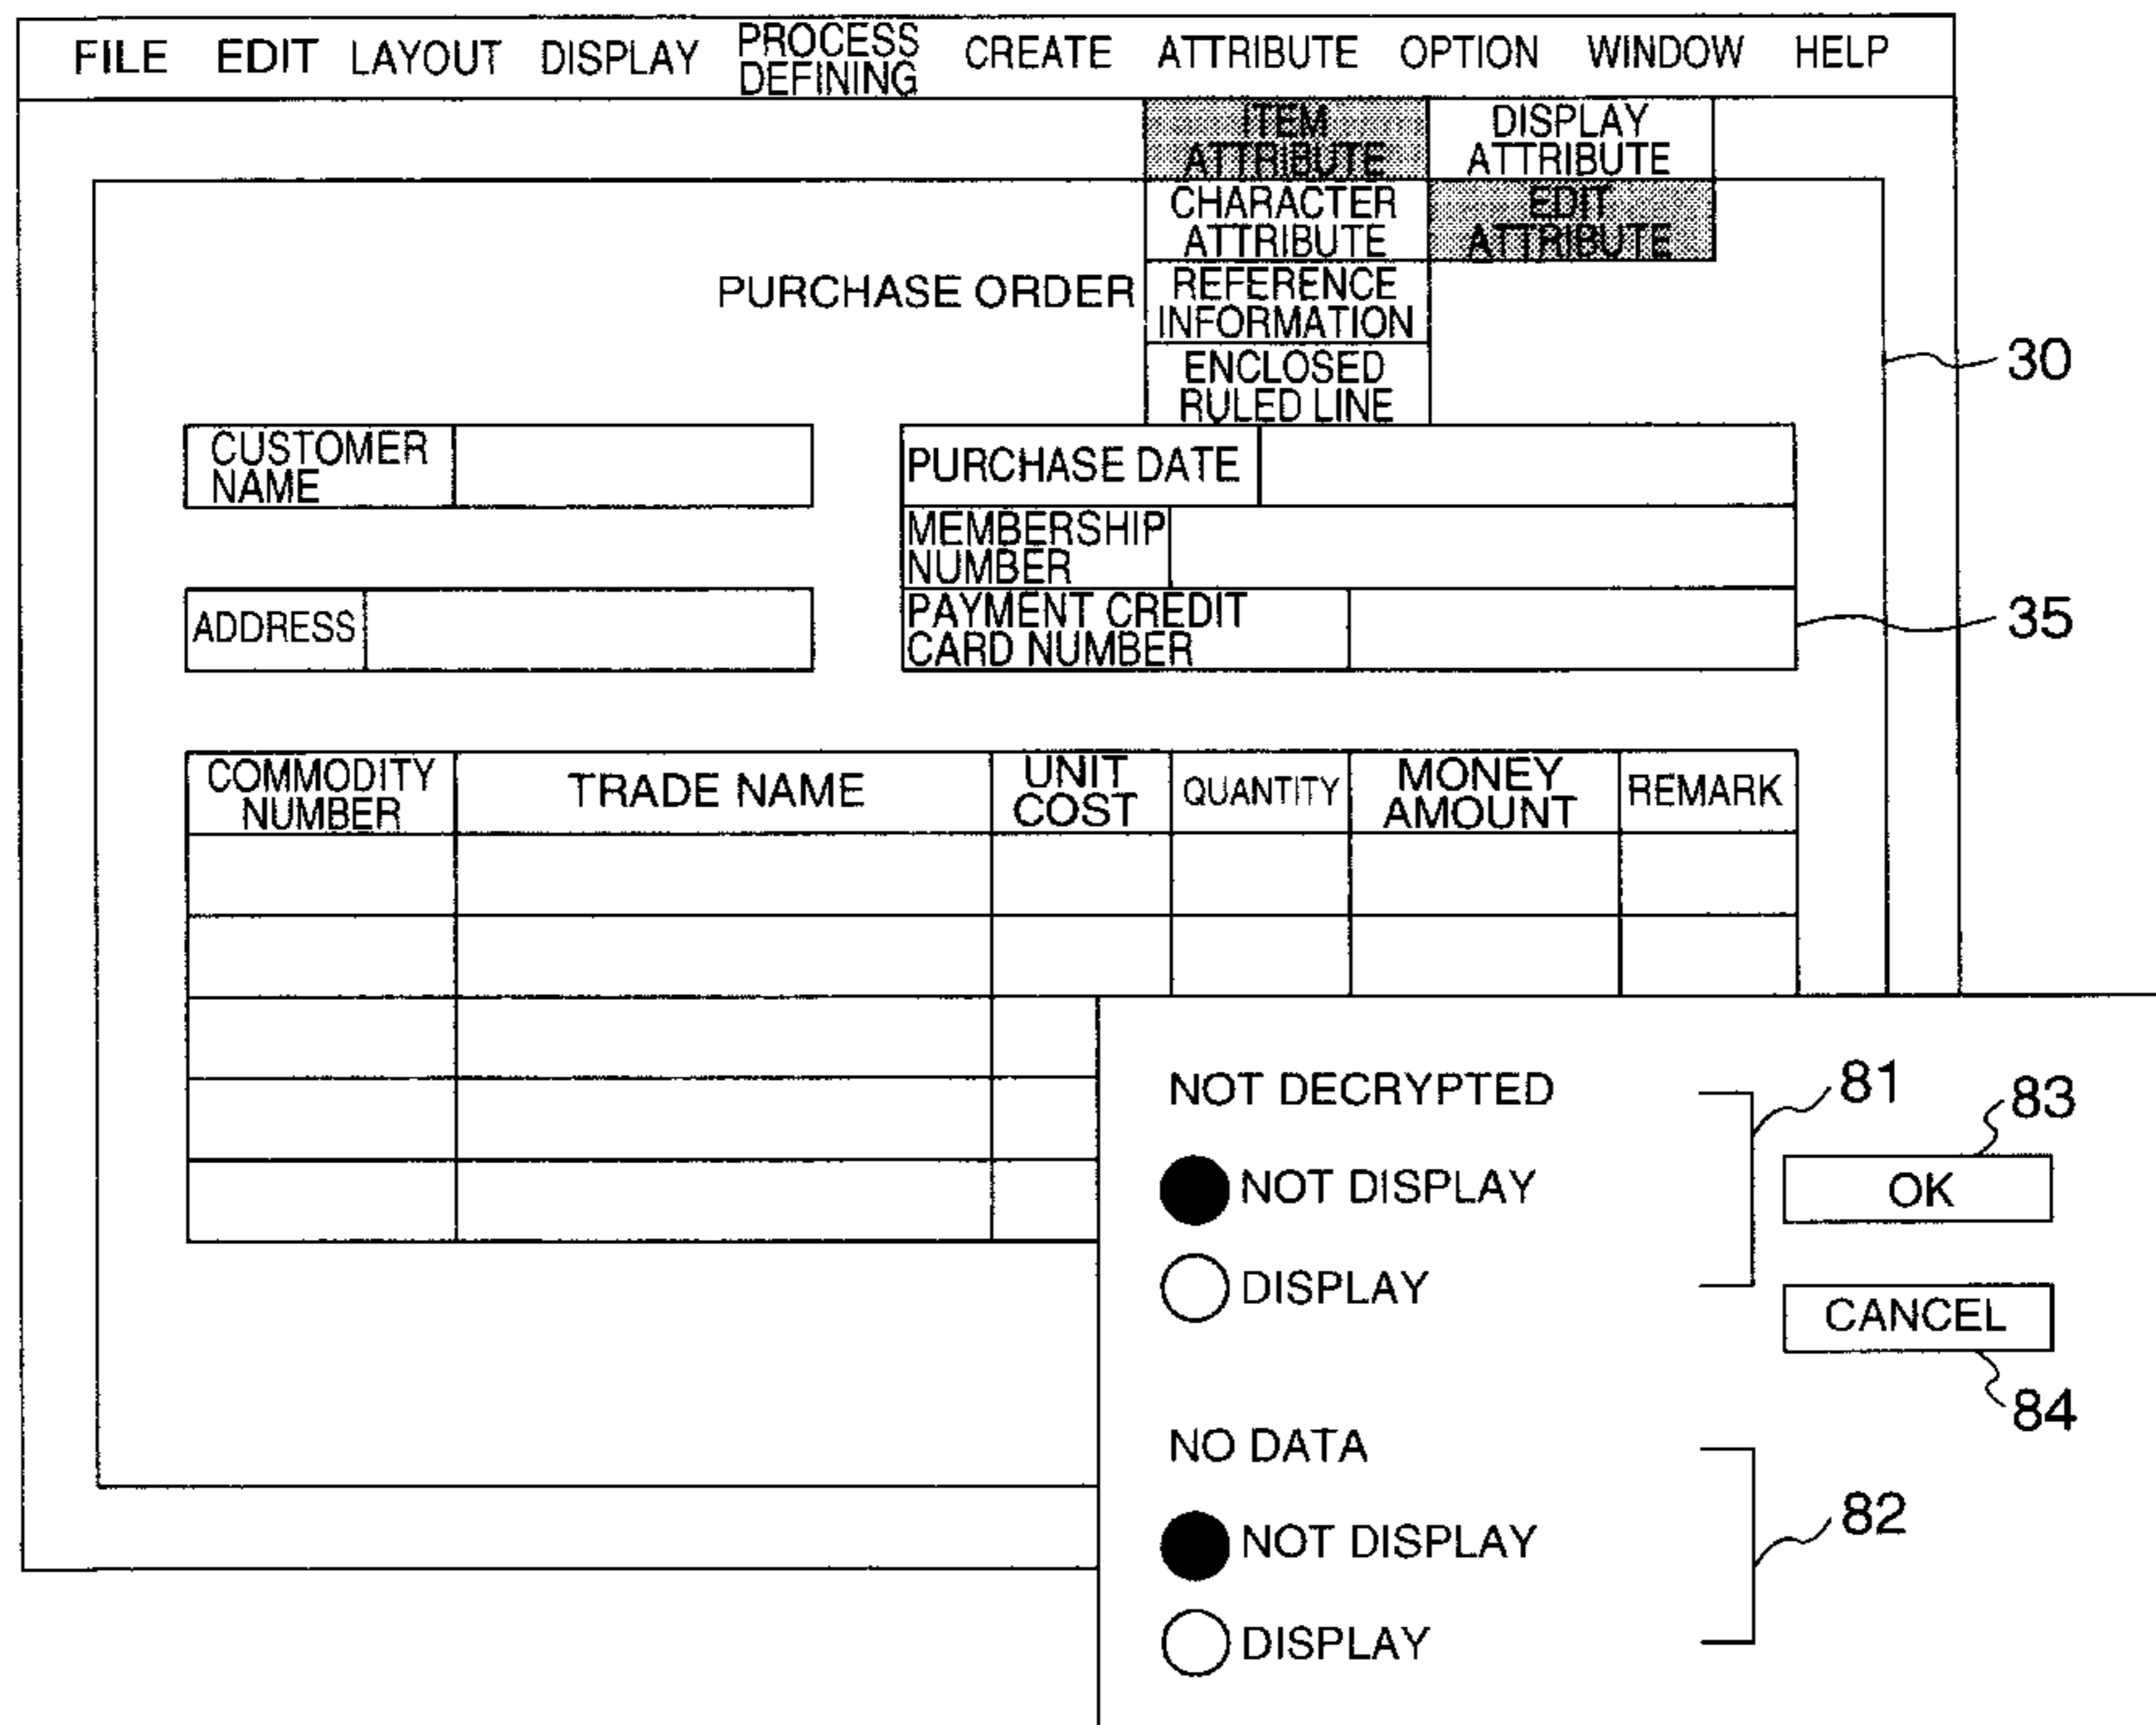 FILE EDIT LAYOUT DISPLAY PROCESS DEFINING CREATE ATTRIBUTE OPTION WINDOW HELP
ITEM ATTRIBUTE
DISPLAY ATTRIBUTE
CHARACTER ATTRIBUTE
EDIT ATTRIBUTE
PURCHASE ORDER
REFERENCE INFORMATION
ENCLOSED RULED LINE
30
CUSTOMER NAME
PURCHASE DATE
MEMBERSHIP NUMBER
ADDRESS
PAYMENT CREDIT CARD NUMBER
35
COMMODITY NUMBER
TRADE NAME
UNIT COST
QUANTITY
MONEY AMOUNT
REMARK
NOT DECRYPTED
81
83
NOT DISPLAY
OK
DISPLAY
CANCEL
84
NO DATA
82
NOT DISPLAY
DISPLAY